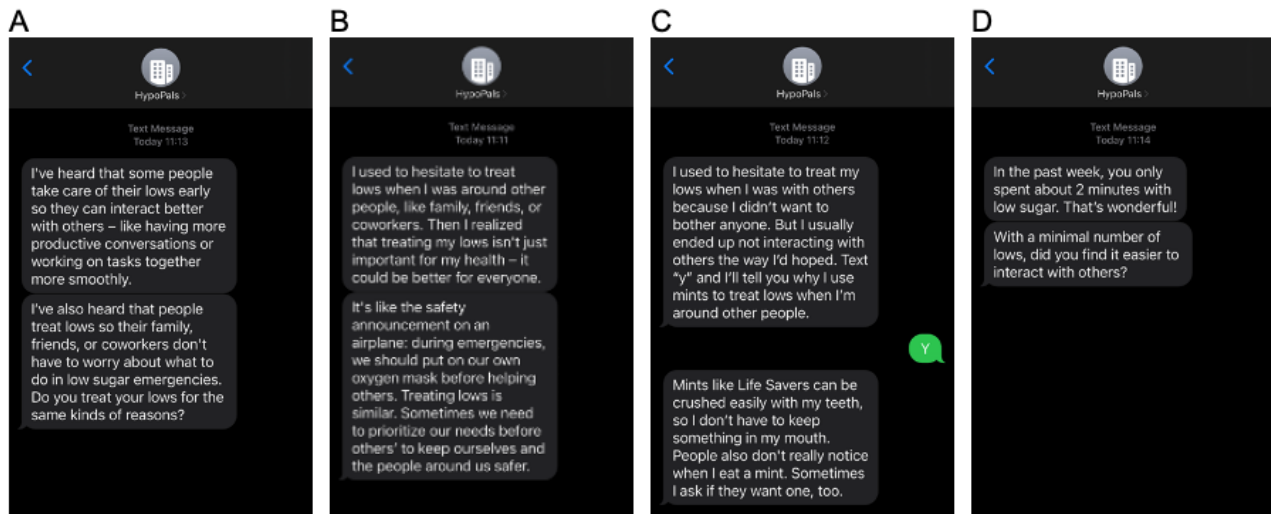 A
HypoPals
Text Message
Today 11:13
I've heard that some people
take care of their lows early
so they can interact better
with others – like having more
productive conversations or
working on tasks together
more smoothly.
I've also heard that people
treat lows so their family,
friends, or coworkers don't
have to worry about what to
do in low sugar emergencies.
Do you treat your lows for the
same kinds of reasons?
B
HypoPals
Text Message
Today 11:11
I used to hesitate to treat
lows when I was around other
people, like family, friends, or
coworkers. Then I realized
that treating my lows isn't just
important for my health – it
could be better for everyone.
It's like the safety
announcement on an
airplane: during emergencies,
we should put on our own
oxygen mask before helping
others. Treating lows is
similar. Sometimes we need
to prioritize our needs before
others' to keep ourselves and
the people around us safer.
C
HypoPals
Text Message
Today 11:12
I used to hesitate to treat my
lows when I was with others
because I didn't want to
bother anyone. But I usually
ended up not interacting with
others the way I'd hoped. Text
“y” and I'll tell you why I use
mints to treat lows when I'm
around other people.
Y
Mints like Life Savers can be
crushed easily with my teeth,
so I don't have to keep
something in my mouth.
People also don't really notice
when I eat a mint. Sometimes
I ask if they want one, too.
D
HypoPals
Text Message
Today 11:14
In the past week, you only
spent about 2 minutes with
low sugar. That's wonderful!
With a minimal number of
lows, did you find it easier to
interact with others?